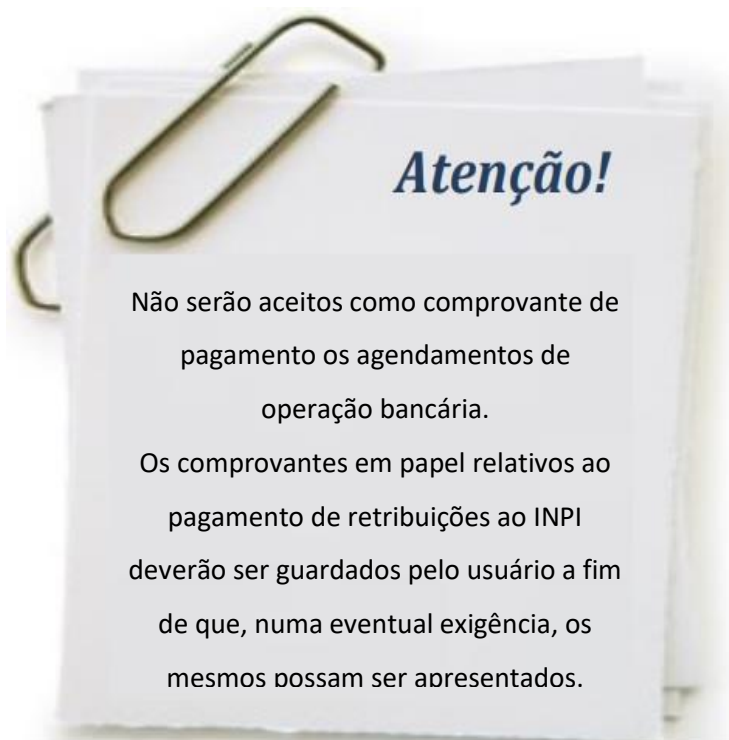 Atenção!
Não serão aceitos como comprovante de
pagamento os agendamentos de
operação bancária.
Os comprovantes em papel relativos ao
pagamento de retribuições ao INPI
deverão ser guardados pelo usuário a fim
de que, numa eventual exigência, os
mesmos possam ser apresentados.